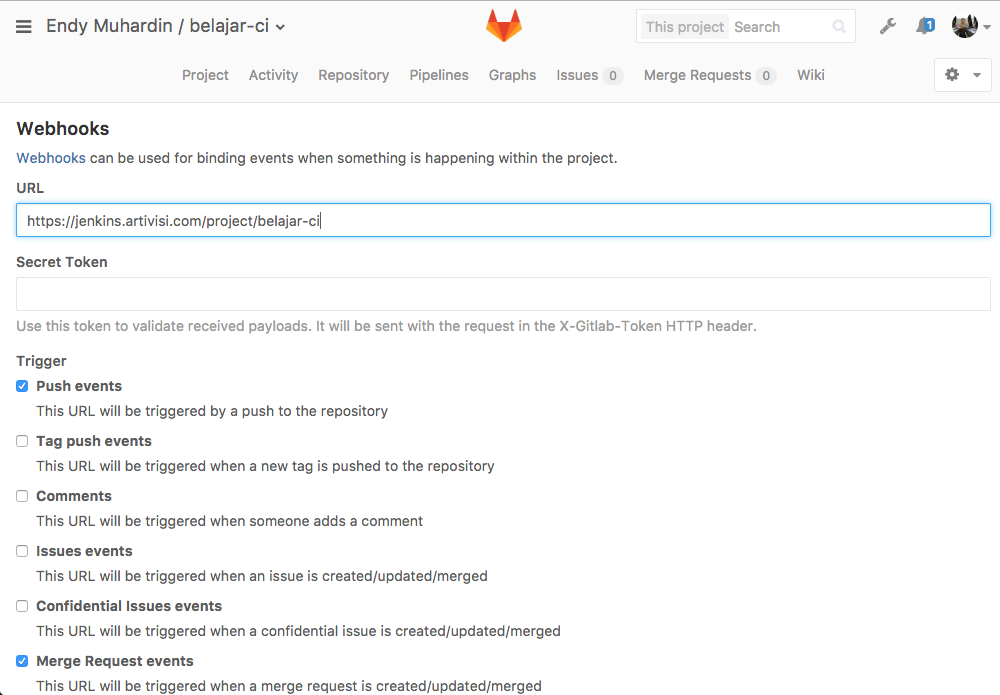 Endy Muhardin / belajar-ci
This project Search
1
Project Activity Repository Pipelines Graphs Issues 0 Merge Requests 0 Wiki
Webhooks
Webhooks can be used for binding events when something is happening within the project.
URL
https://jenkins.artivisi.com/project/belajar-ci
Secret Token
Use this token to validate received payloads. It will be sent with the request in the X-Gitlab-Token HTTP header.
Trigger
Push events
This URL will be triggered by a push to the repository
Tag push events
This URL will be triggered when a new tag is pushed to the repository
Comments
This URL will be triggered when someone adds a comment
Issues events
This URL will be triggered when an issue is created/updated/merged
Confidential Issues events
This URL will be triggered when a confidential issue is created/updated/merged
Merge Request events
This URL will be triggered when a merge request is created/updated/merged